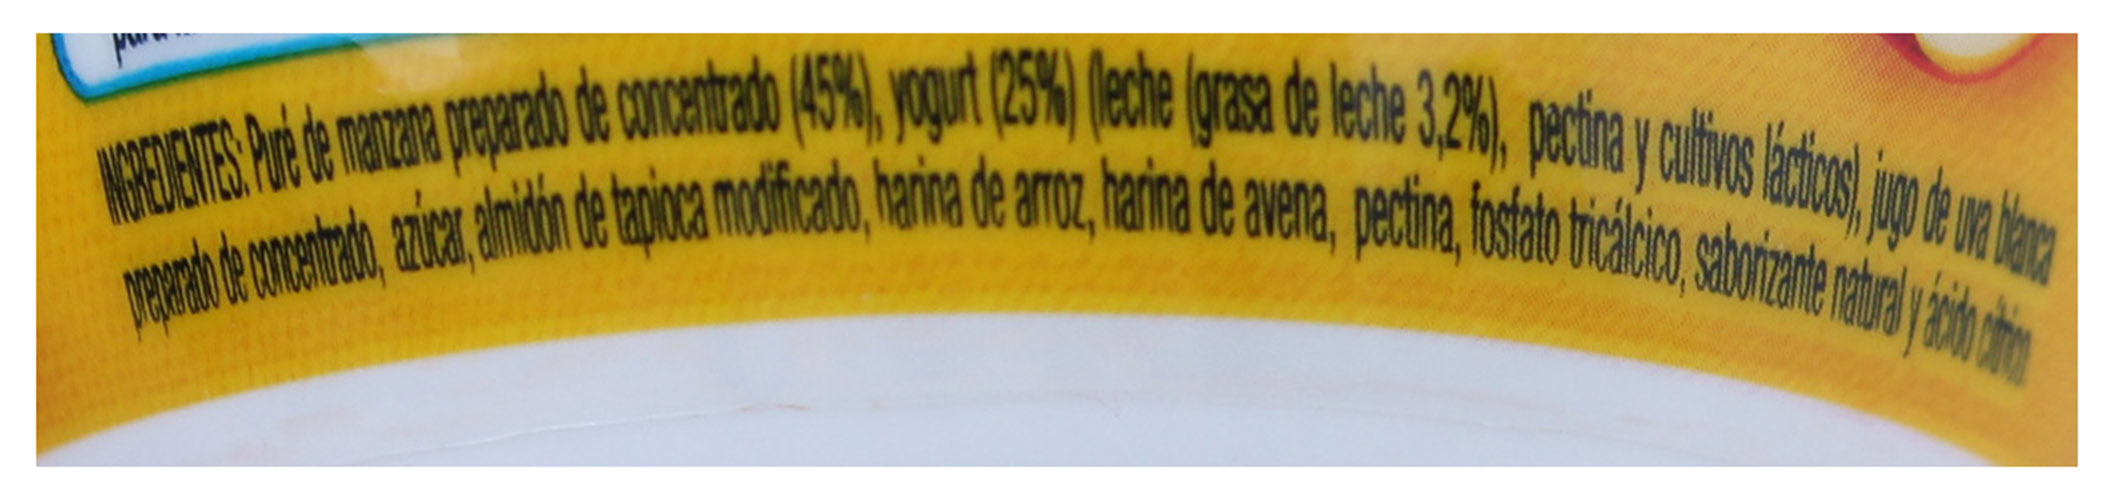 INGREDIENTES: Puré de manzana preparado de concentrado (45%), yogurt (25%) (leche (grasa de leche 3,2%), pectina y cultivos lácticos), jugo de uva blanca
preparado de concentrado, azúcar, almidón de tapioca modificado, harina de arroz, harina de avena, pectina, fosfato tricálcico, saborizante natural y ácido cítrico.